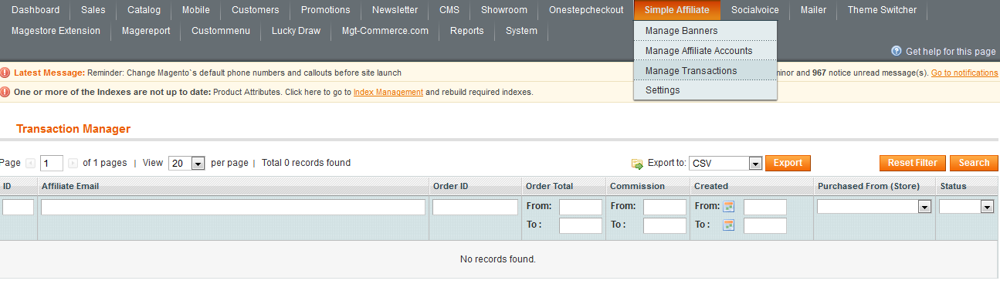 Dashboard Sales Catalog Mobile Customers Promotions Newsletter CMS Showroom Onestepcheckout Simple Affiliate Socialvoice Mailer Theme Switcher
Magestore Extension Magereport Custommenu Lucky Draw Mgt-Commerce.com Reports System
Manage Banners
Manage Affiliate Accounts
Manage Transactions
Settings
Get help for this page
Latest Message: Reminder: Change Magento`s default phone numbers and callouts before site launch
and 967 notice unread message(s). Go to notifications
One or more of the Indexes are not up to date: Product Attributes. Click here to go to Index Management and rebuild required indexes.
Transaction Manager
Page 1 of 1 pages | View 20 per page | Total 0 records found Export to: CSV Export Reset Filter Search
ID Affiliate Email Order ID Order Total Commission Created Purchased From (Store) Status
From: From: From:
To : To : To :
No records found.